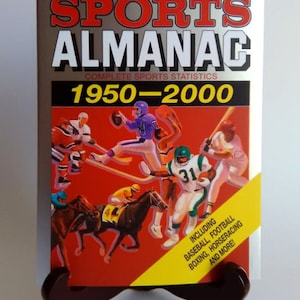 SPORTS
ALMANAC
COMPLETE SPORTS STATISTICS
1950—2000
31
INCLUDING
BASEBALL, FOOTBALL
BOXING, HORSERACING
AND MORE!